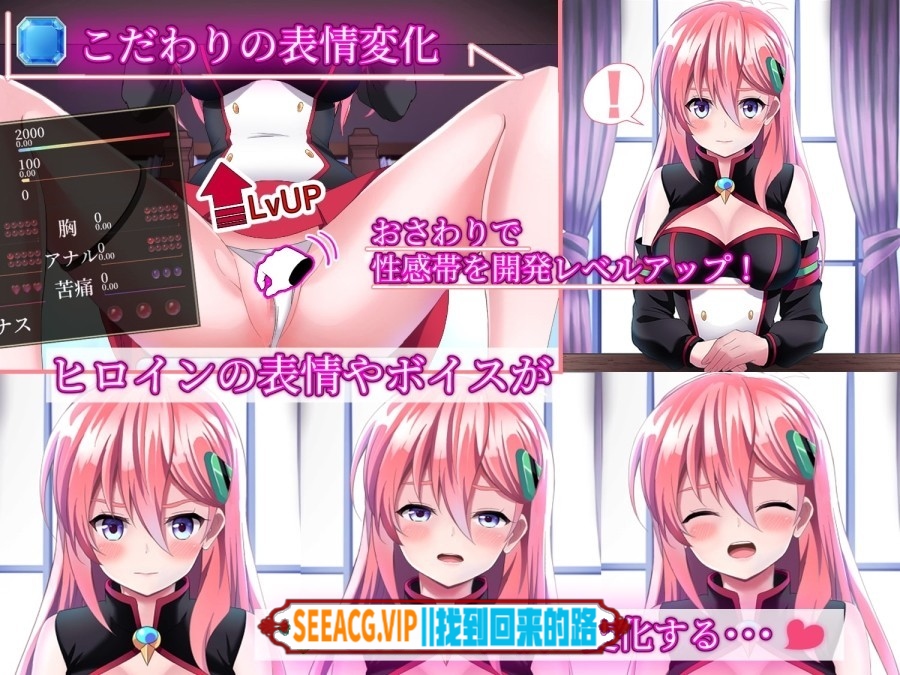 こだわりの表情変化
2000
0.00
100
0.00
0
胸 0
0.00
アナル 0
0.00
苦痛 0
0.00
ナス
LvUP
おさわりで
性感帯を開発レベルアップ！
!
ヒロインの表情やボイスが
SEEACG.VIP||找到回来的路
化する・・・